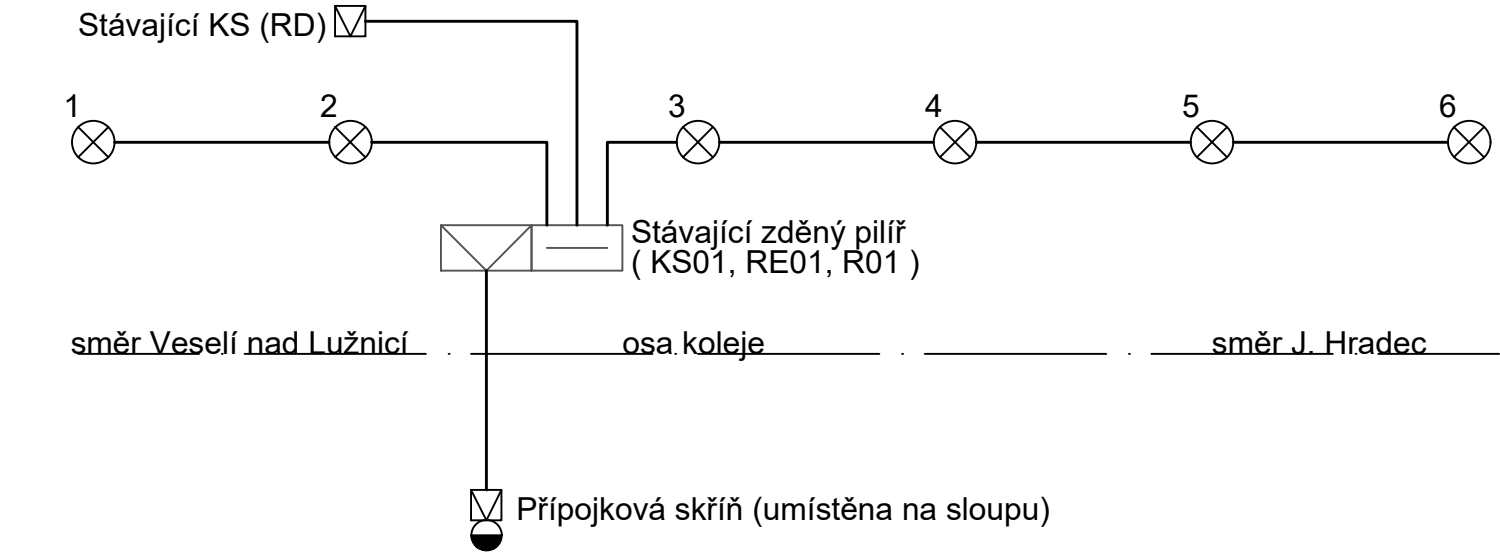 Stávající KS (RD)
1
2
3
4
5
6
Stávající zděný pilíř
( KS01, RE01, R01 )
směr Veselí nad Lužnicí
osa koleje
směr J. Hradec
Přípojková skříň (umístěna na sloupu)